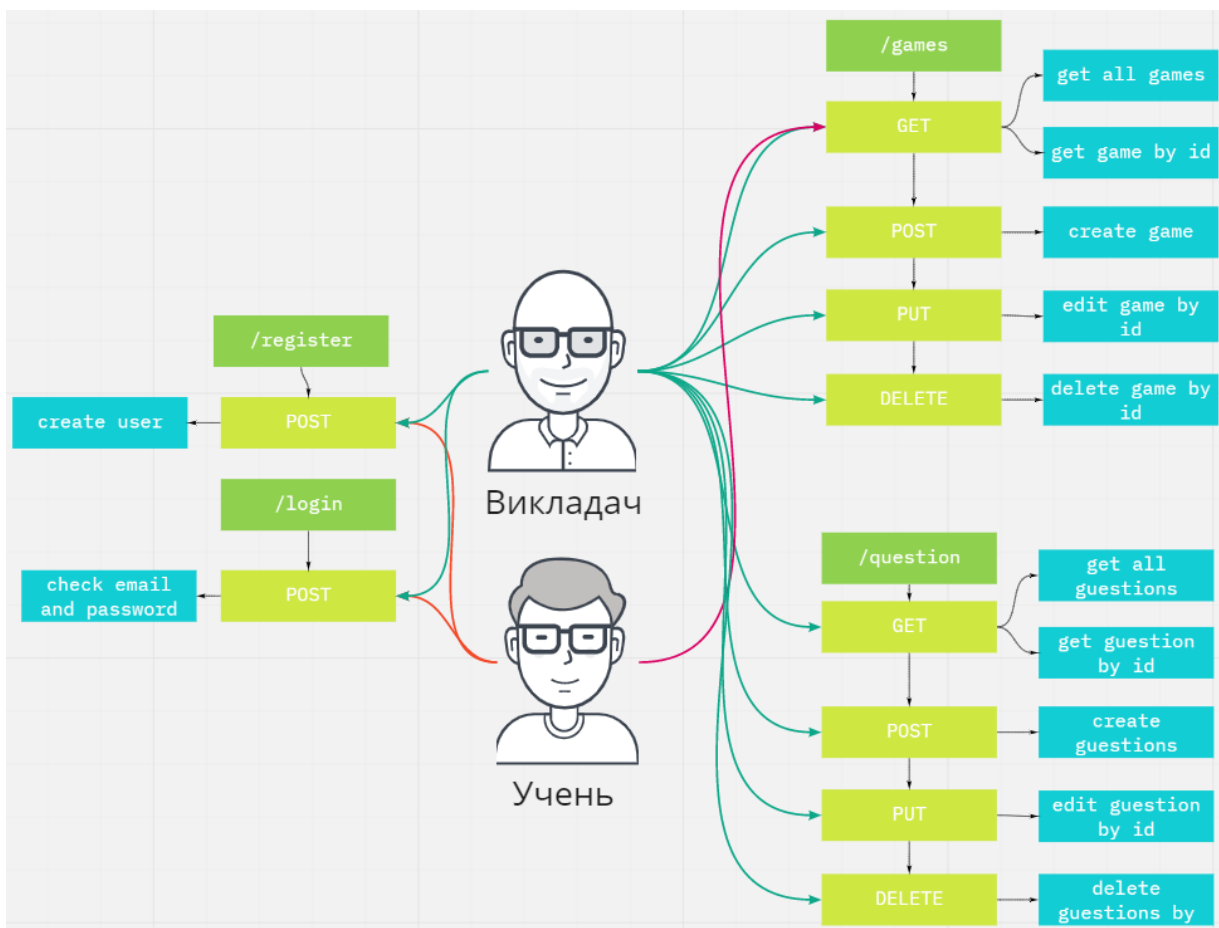 /games
get all games
GET
get game by id
POST
create game
PUT
edit game by
id
DELETE
delete game by
id
/register
POST
create user
/login
POST
check email
and password
Викладач
Учень
/question
get all
guestions
GET
get guestion
by id
POST
create
guestions
PUT
edit guestion
by id
DELETE
delete
guestions by